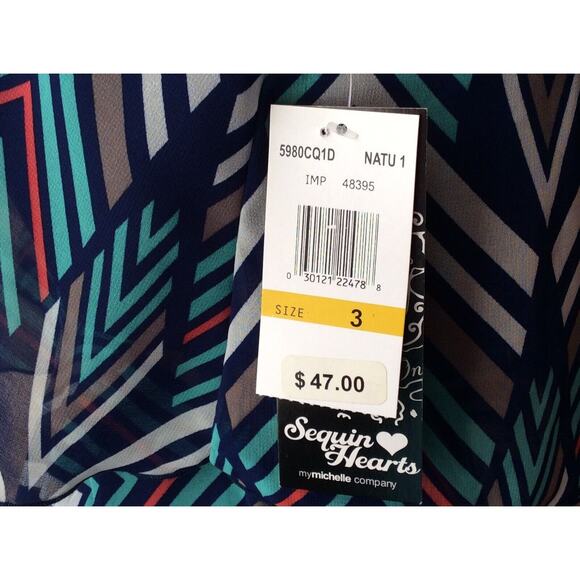 5980CQ1D NATU 1
IMP 48395
0 30121 22478 8
SIZE 3
$ 47.00
Sequin
Hearts
mymichelle company